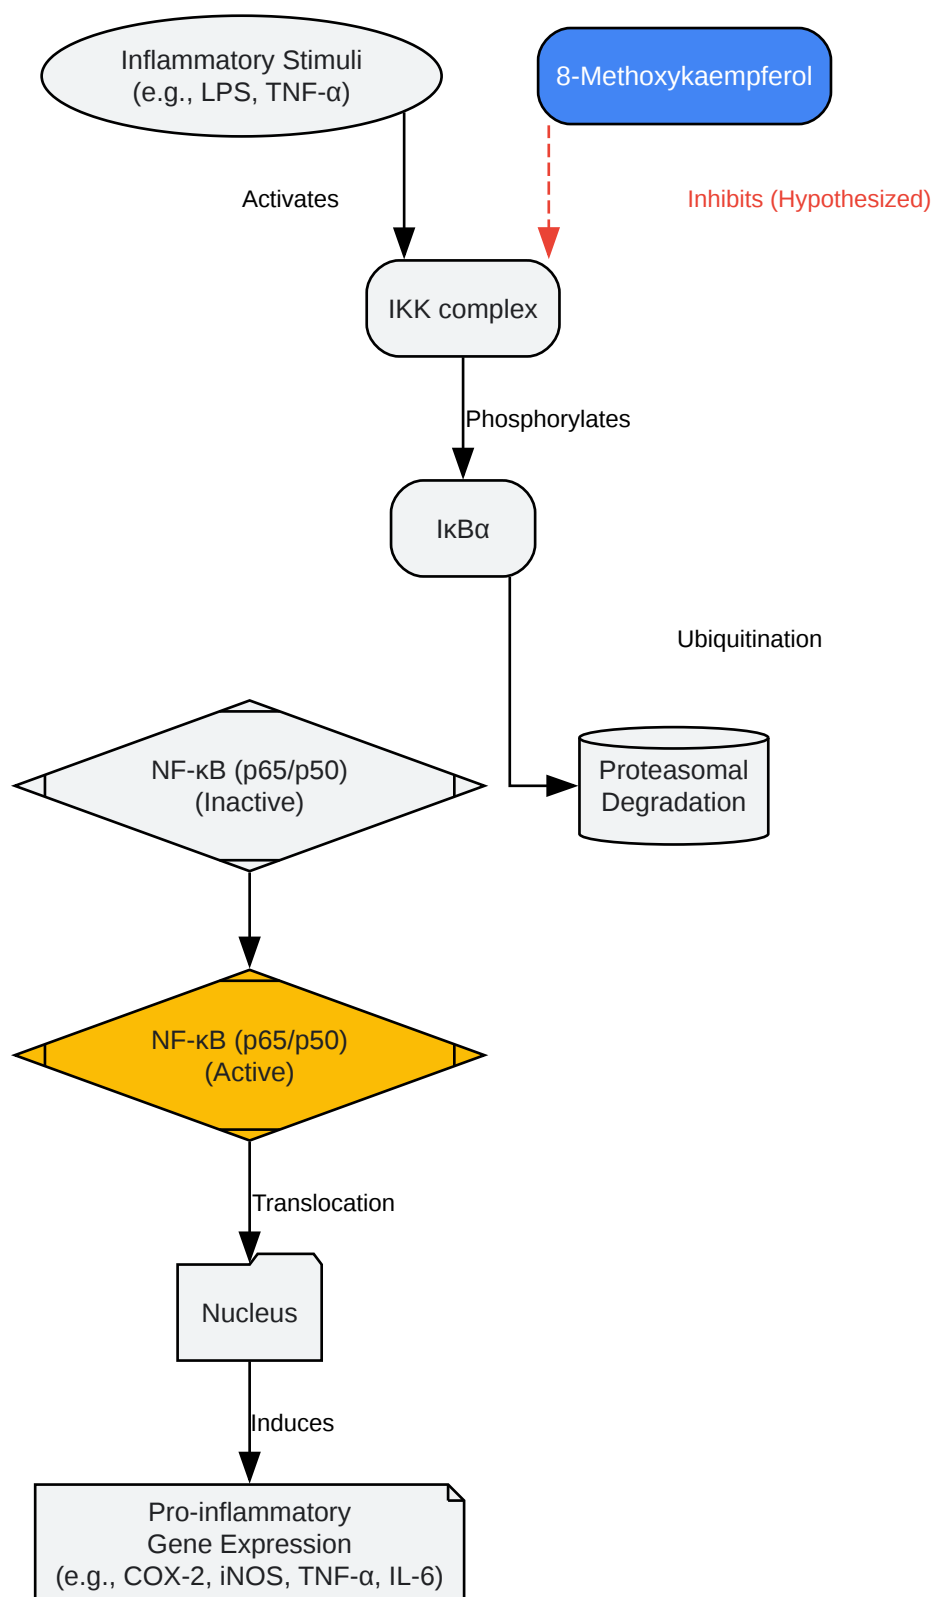 Inflammatory Stimuli
(e.g., LPS, TNF-α)
8-Methoxykaempferol
Activates
Inhibits (Hypothesized)
IKK complex
Phosphorylates
IκBα
Ubiquitination
NF-κB (p65/p50)
(Inactive)
Proteasomal
Degradation
NF-κB (p65/p50)
(Active)
Translocation
Nucleus
Induces
Pro-inflammatory
Gene Expression
(e.g., COX-2, iNOS, TNF-α, IL-6)